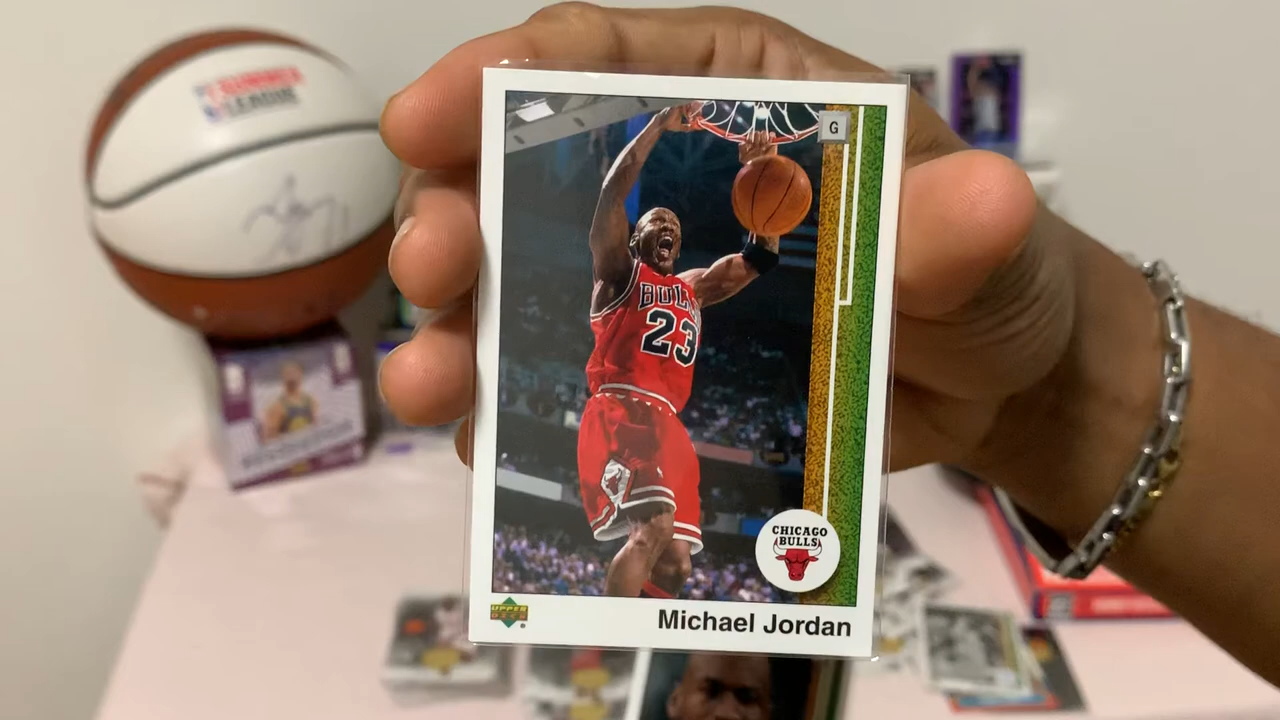 SUMMER
LEAGUE
G
BULLS
23
CHICAGO
BULLS
UPPER
DECK
Michael Jordan